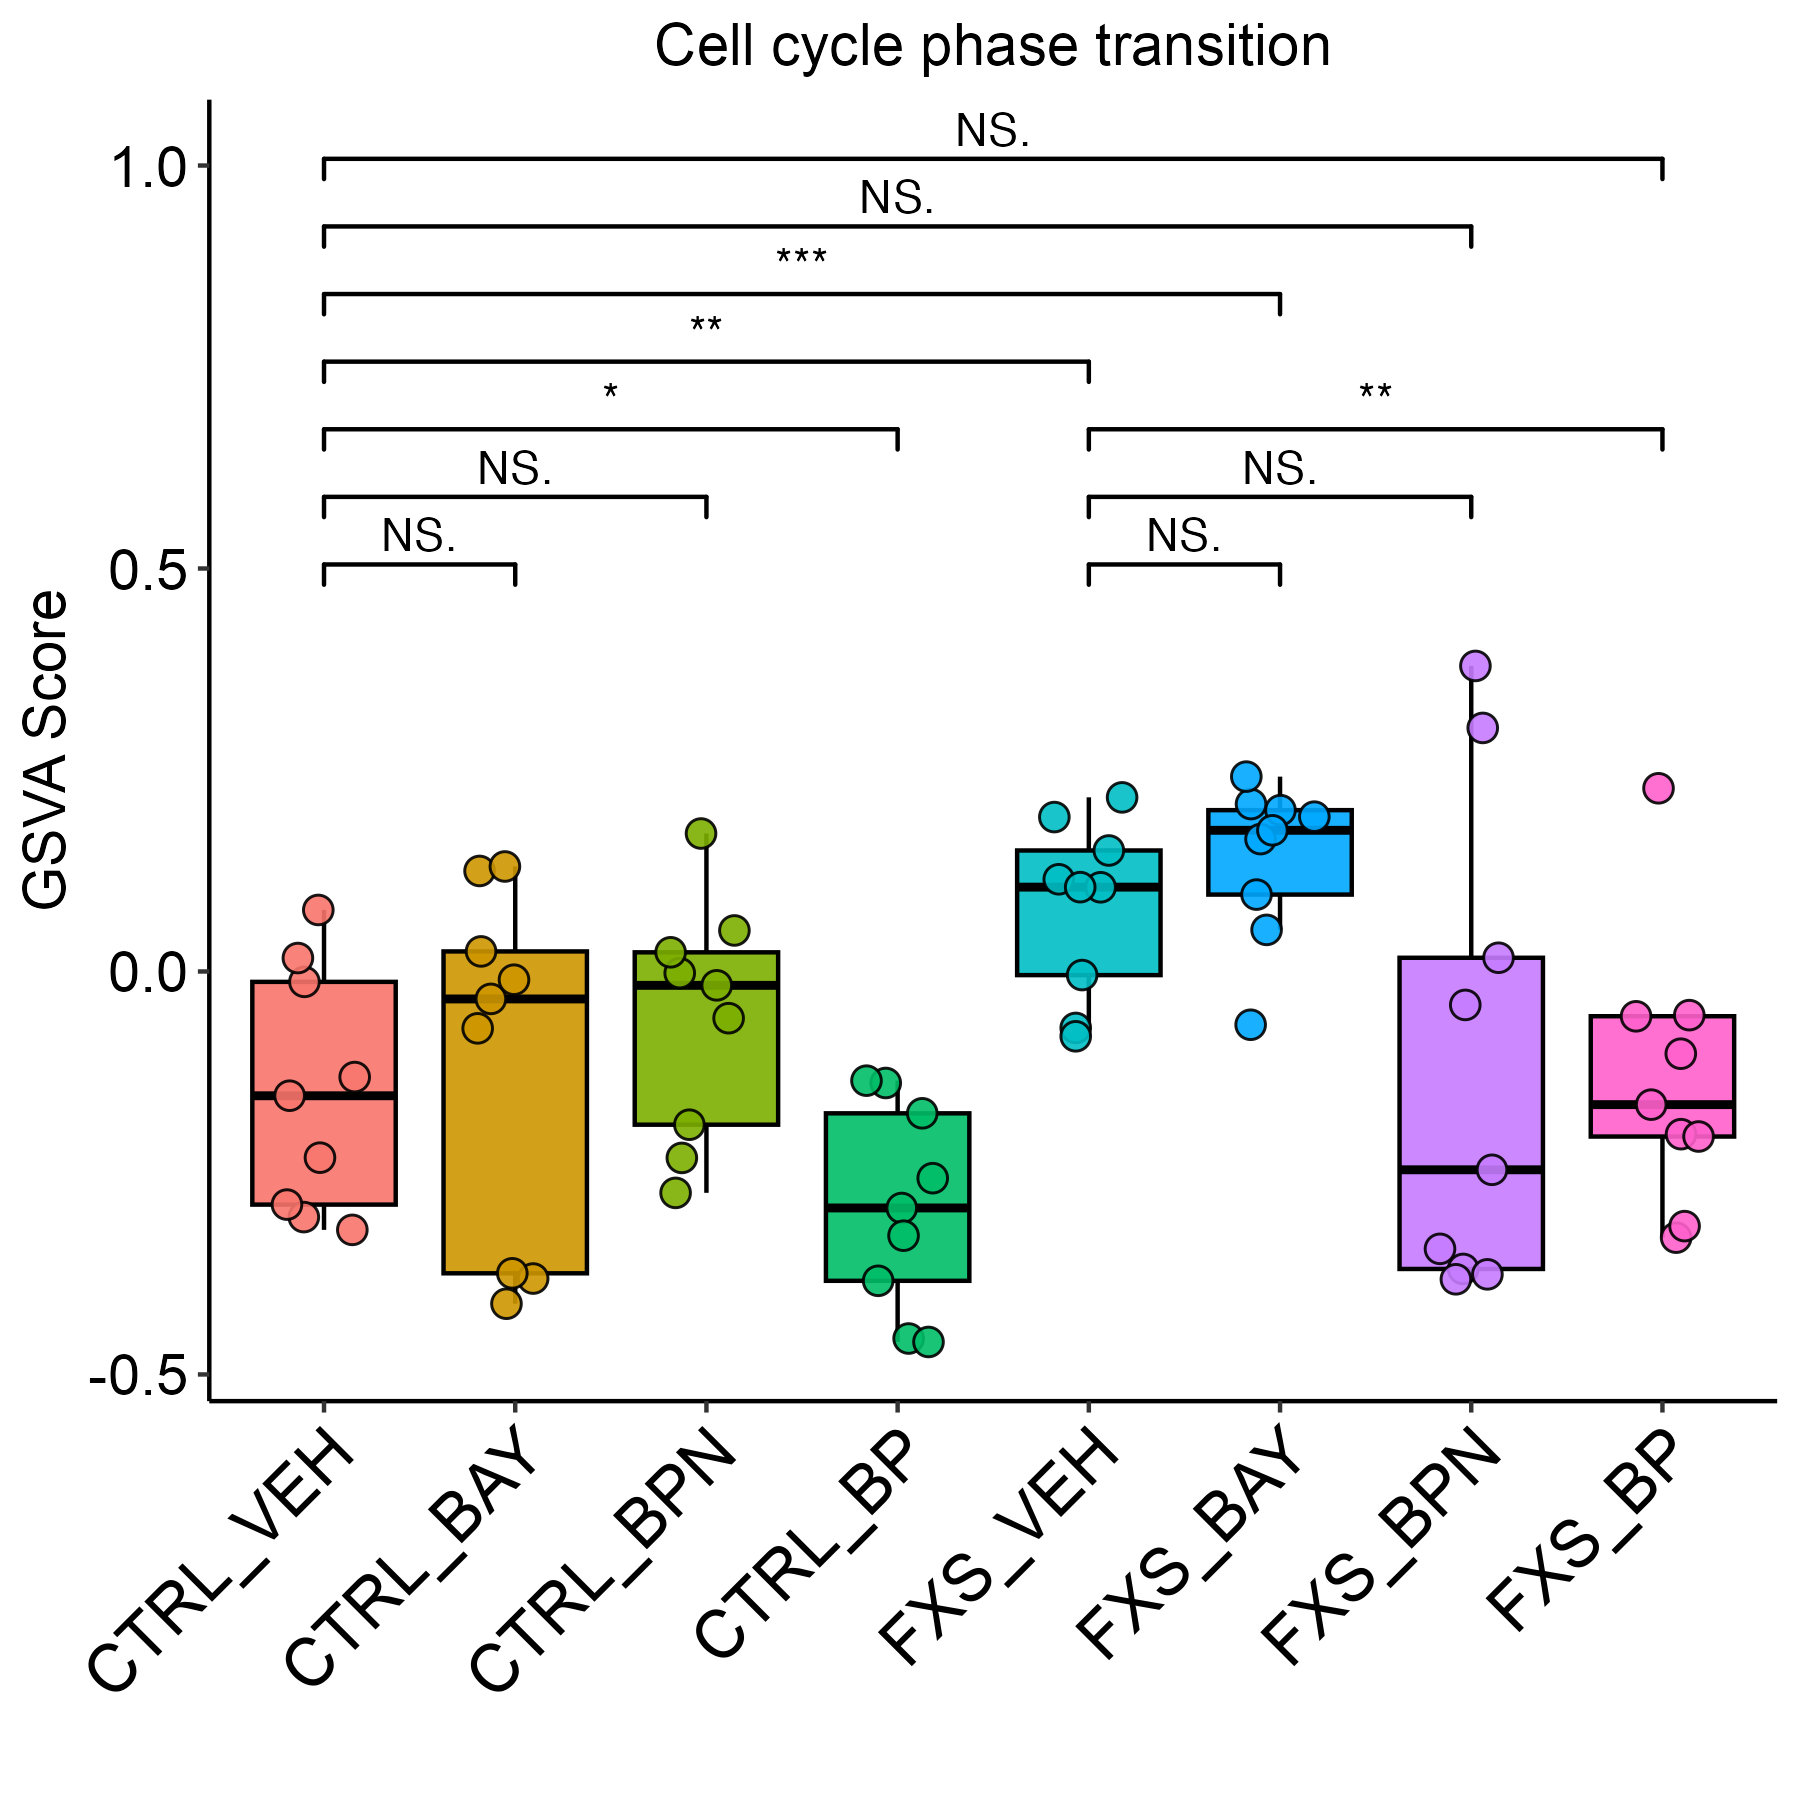 Cell cycle phase transition
NS.
NS.
***
**
*
**
NS.
NS.
NS.
NS.
1.0
0.5
0.0
-0.5
GSVA Score
CTRL_VEH
CTRL_BAY
CTRL_BPN
CTRL_BP
FXS_VEH
FXS_BAY
FXS_BPN
FXS_BP